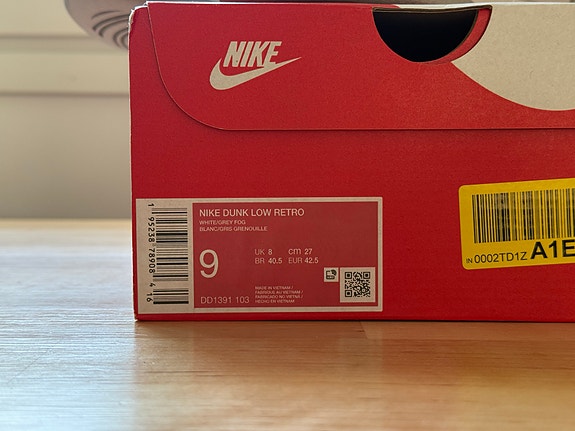 NIKE
NIKE DUNK LOW RETRO
WHITE/GREY FOG
BLANC/GRIS GRENOUILLE
9
UK 8 cm 27
BR 40.5 EUR 42.5
MADE IN VIETNAM /
FABRIQUÉ AU VIETNAM /
FABRICADO NO VIETNÃ /
HECHO EN VIETNAM
DD1391 103
1 95238 78908 4 16
IN 0002TD1Z A1E